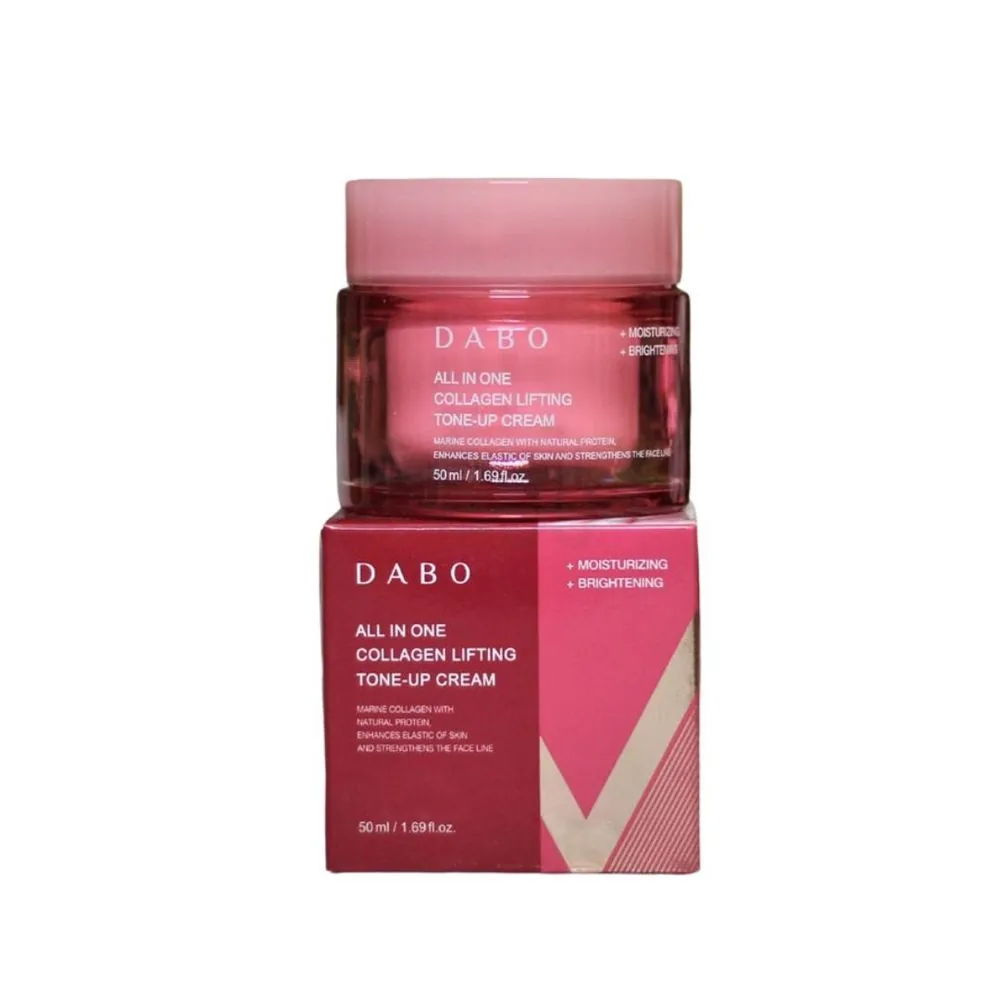 DABO
+ MOISTURIZING
+ BRIGHTENING
ALL IN ONE
COLLAGEN LIFTING
TONE-UP CREAM
MARINE COLLAGEN WITH NATURAL PROTEIN,
ENHANCES ELASTIC OF SKIN AND STRENGTHENS THE FACE LINE
50 ml / 1.69 fl.oz.
DABO
+ MOISTURIZING
+ BRIGHTENING
ALL IN ONE
COLLAGEN LIFTING
TONE-UP CREAM
MARINE COLLAGEN WITH
NATURAL PROTEIN,
ENHANCES ELASTIC OF SKIN
AND STRENGTHENS THE FACE LINE
50 ml / 1.69 fl.oz.